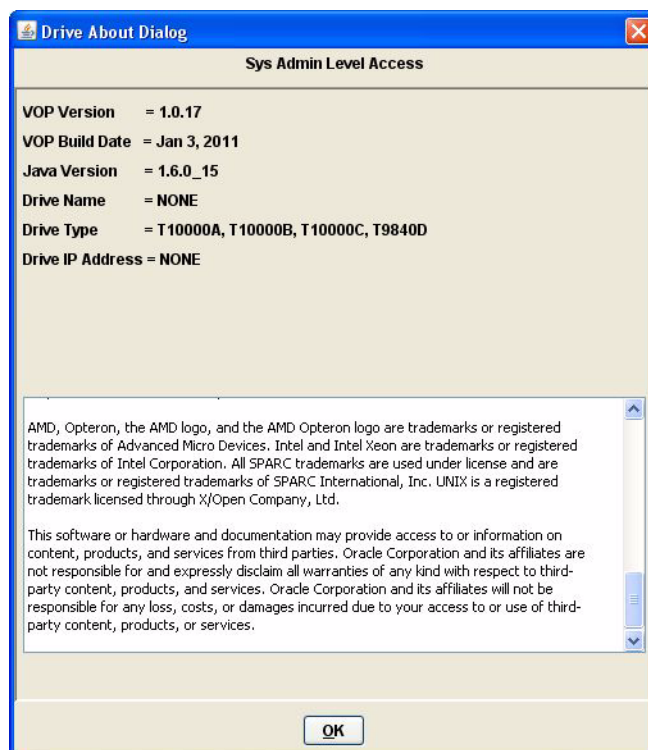 Drive About Dialog
Sys Admin Level Access
VOP Version = 1.0.17
VOP Build Date = Jan 3, 2011
Java Version = 1.6.0_15
Drive Name = NONE
Drive Type = T10000A, T10000B, T10000C, T9840D
Drive IP Address = NONE
AMD, Opteron, the AMD logo, and the AMD Opteron logo are trademarks or registered
trademarks of Advanced Micro Devices. Intel and Intel Xeon are trademarks or registered
trademarks of Intel Corporation. All SPARC trademarks are used under license and are
trademarks or registered trademarks of SPARC International, Inc. UNIX is a registered
trademark licensed through X/Open Company, Ltd.
This software or hardware and documentation may provide access to or information on
content, products, and services from third parties. Oracle Corporation and its affiliates are
not responsible for and expressly disclaim all warranties of any kind with respect to third-
party content, products, and services. Oracle Corporation and its affiliates will not be
responsible for any loss, costs, or damages incurred due to your access to or use of third-
party content, products, or services.
OK